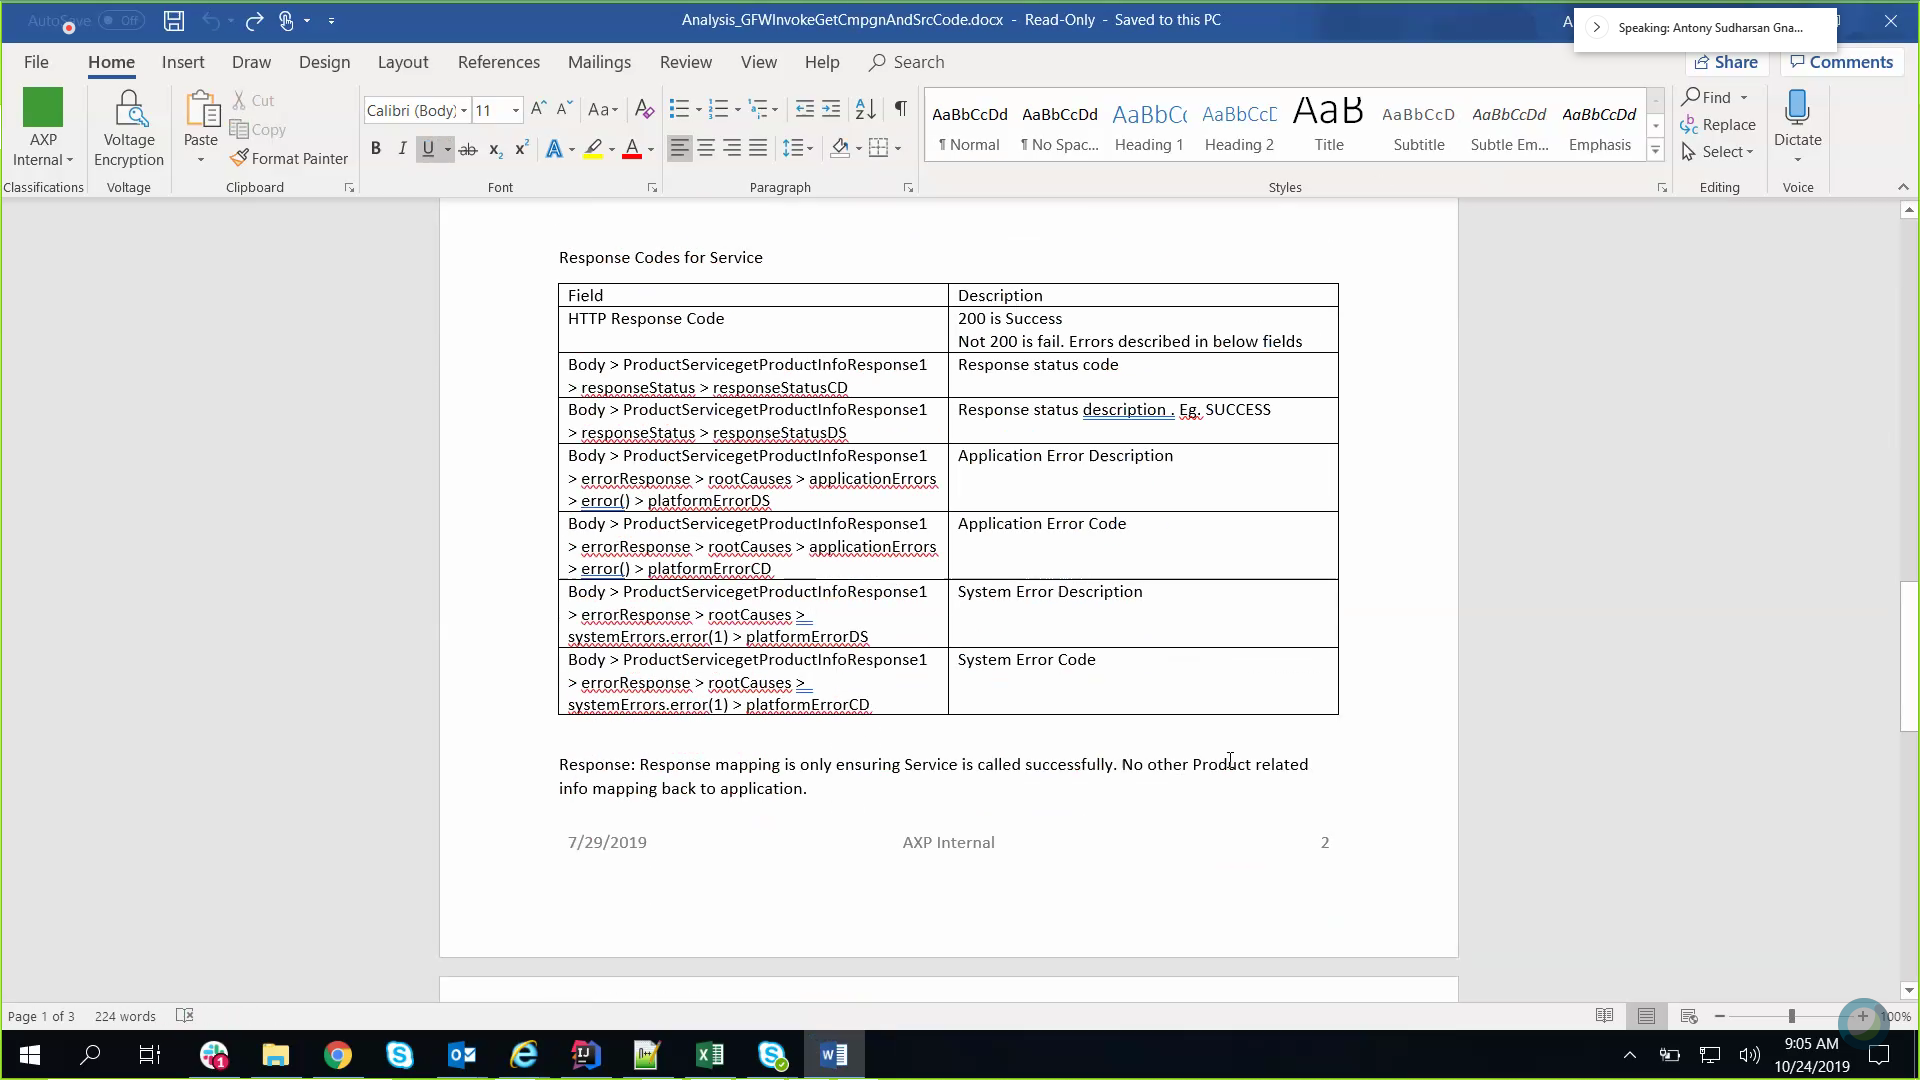 AutoSave Off
Analysis_GFWInvokeGetCmpgnAndSrcCode.docx - Read-Only - Saved to this PC
Speaking: Antony Sudharsan Gna...
File Home Insert Draw Design Layout References Mailings Review View Help Search
Share Comments
AXP
Internal
Classifications
Voltage
Encryption
Voltage
Paste
Cut
Copy
Format Painter
Clipboard
Calibri (Body) 11
Font
Paragraph
AaBbCcDd AaBbCcDd AaBbCc AaBbCcD AaB AaBbCcD AaBbCcDd AaBbCcDd
¶ Normal ¶ No Spac... Heading 1 Heading 2 Title Subtitle Subtle Em... Emphasis
Styles
Find
Replace
Select
Editing
Dictate
Voice
Response Codes for Service
Field Description
HTTP Response Code 200 is Success
Not 200 is fail. Errors described in below fields
Body > ProductServicegetProductInfoResponse1 Response status code
> responseStatus > responseStatusCD
Body > ProductServicegetProductInfoResponse1 Response status description . Eg. SUCCESS
> responseStatus > responseStatusDS
Body > ProductServicegetProductInfoResponse1 Application Error Description
> errorResponse > rootCauses > applicationErrors
> error() > platformErrorDS
Body > ProductServicegetProductInfoResponse1 Application Error Code
> errorResponse > rootCauses > applicationErrors
> error() > platformErrorCD
Body > ProductServicegetProductInfoResponse1 System Error Description
> errorResponse > rootCauses >
systemErrors.error(1) > platformErrorDS
Body > ProductServicegetProductInfoResponse1 System Error Code
> errorResponse > rootCauses >
systemErrors.error(1) > platformErrorCD
Response: Response mapping is only ensuring Service is called successfully. No other Product related
info mapping back to application.
7/29/2019 AXP Internal 2
Page 1 of 3 224 words
100%
9:05 AM
10/24/2019